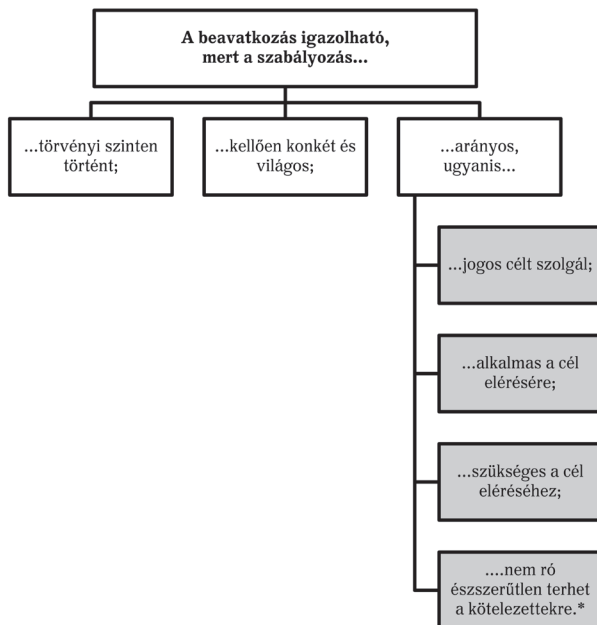 A beavatkozás igazolható,
mert a szabályozás...
...törvényi szinten
történt;
...kellően konkét és
világos;
...arányos,
ugyanis...
...jogos célt szolgál;
...alkalmas a cél
elérésére;
...szükséges a cél
eléréséhez;
....nem ró
észszerűtlen terhet
a kötelezettekre.*